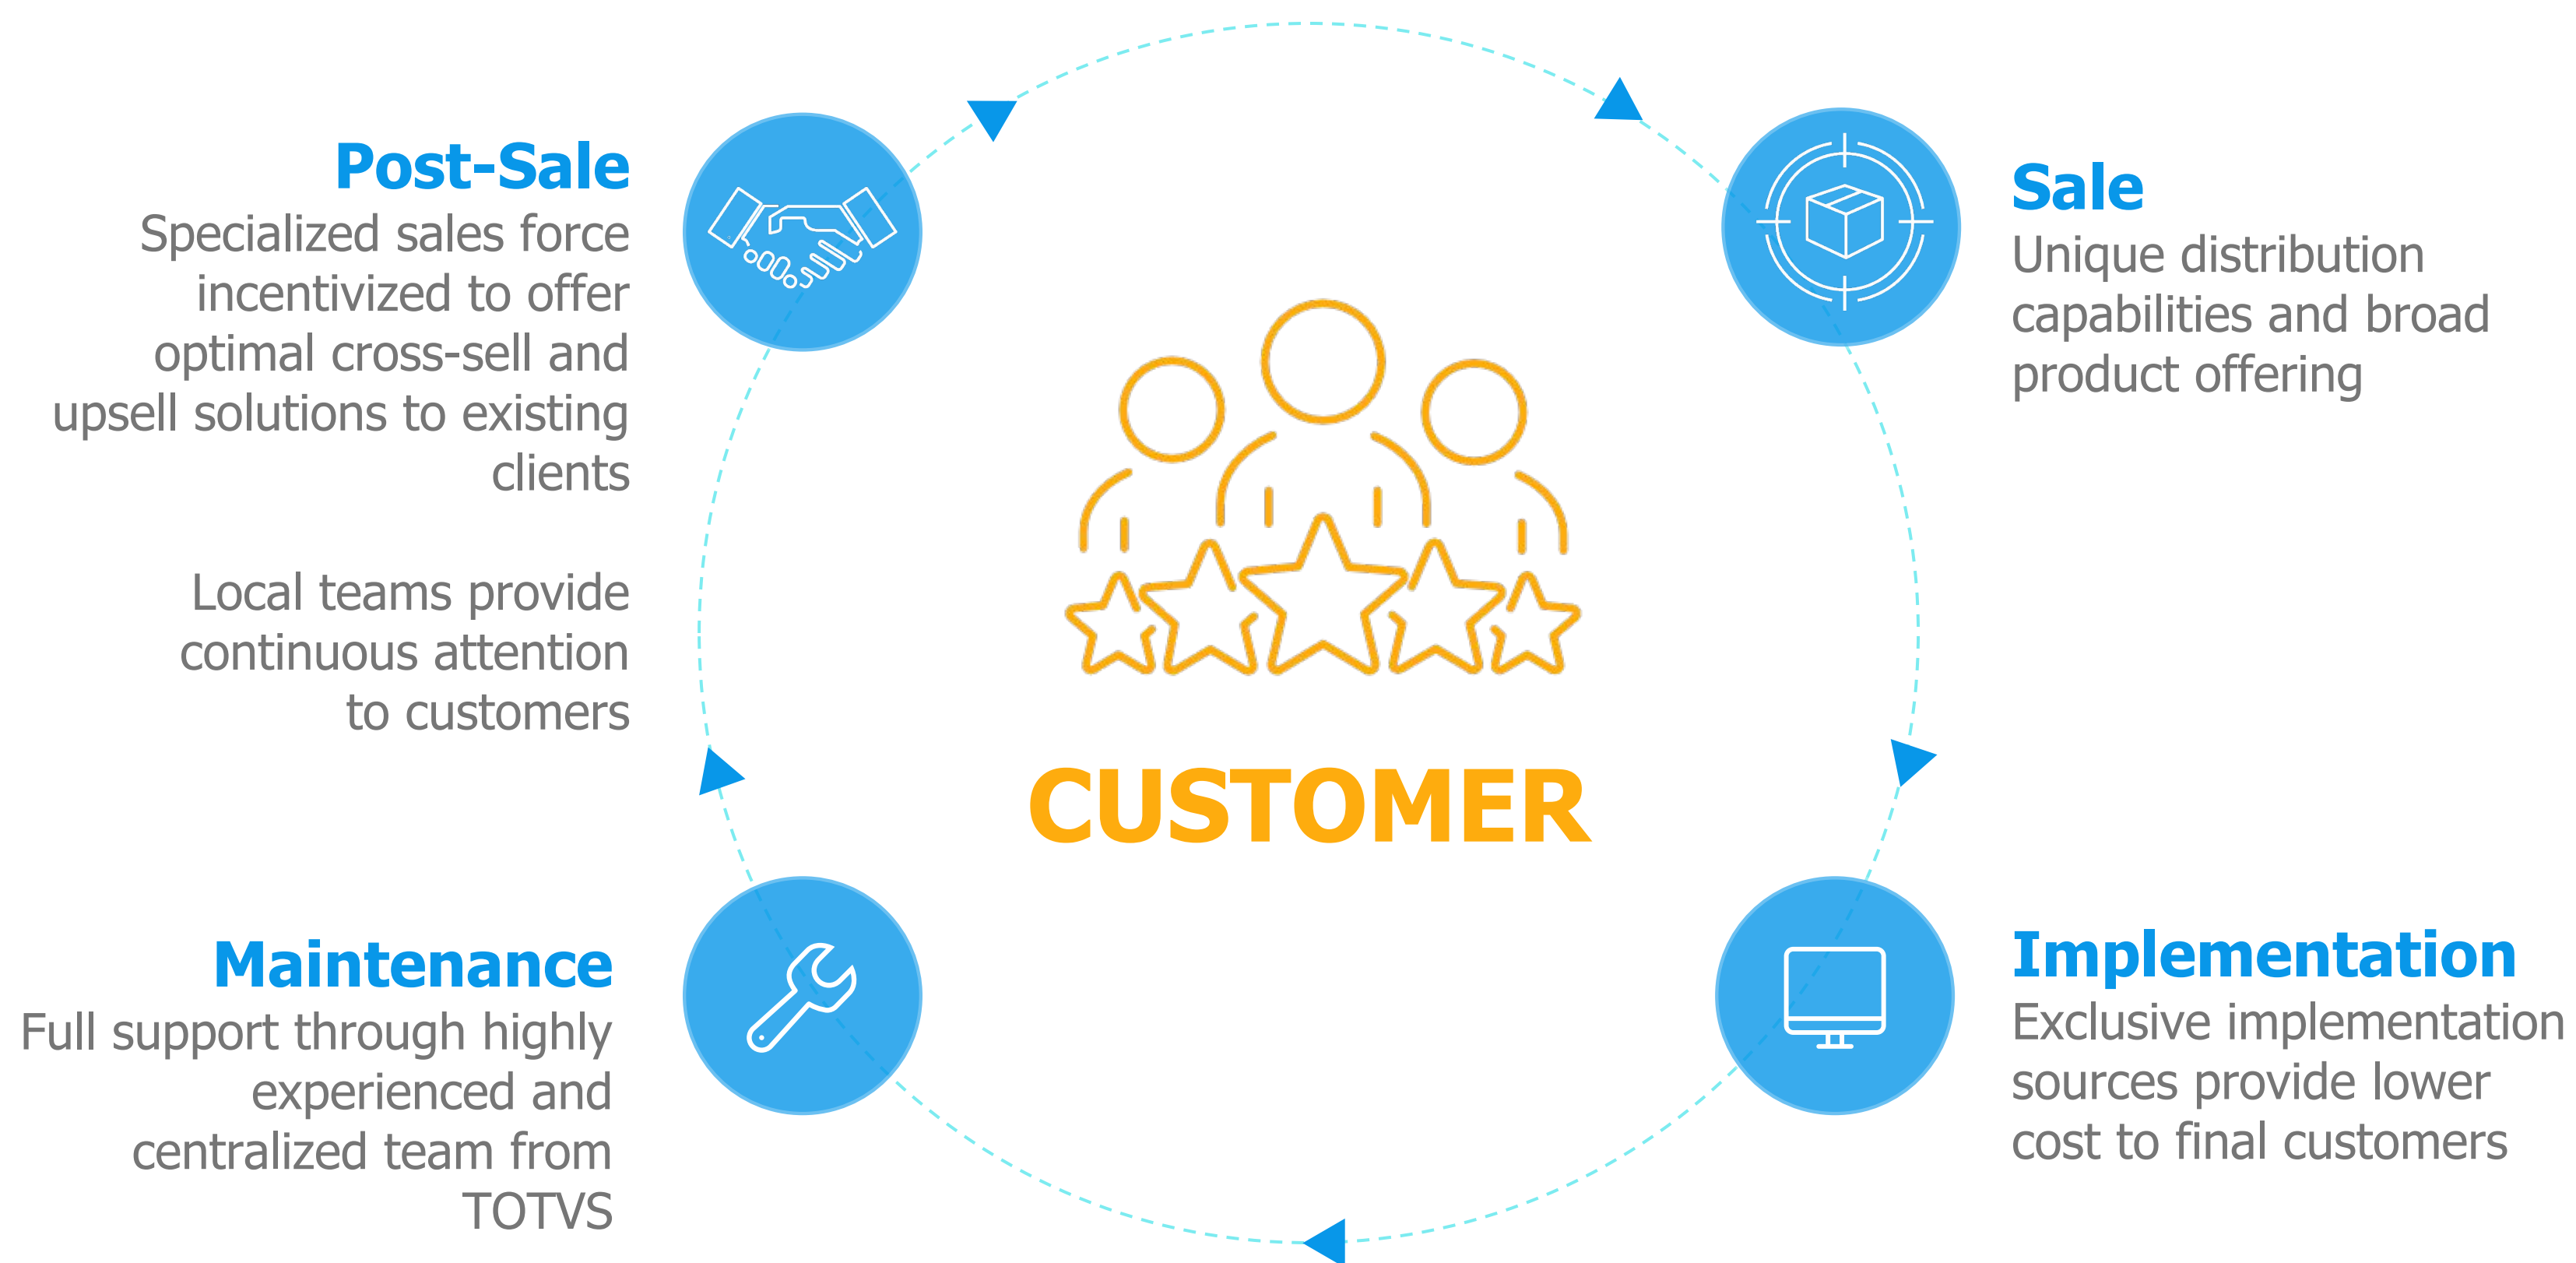 Post-Sale
Specialized sales force
incentivized to offer
optimal cross-sell and
upsell solutions to existing
clients
Local teams provide
continuous attention
to customers
Sale
Unique distribution
capabilities and broad
product offering
CUSTOMER
Maintenance
Full support through highly
experienced and
centralized team from
TOTVS
Implementation
Exclusive implementation
sources provide lower
cost to final customers